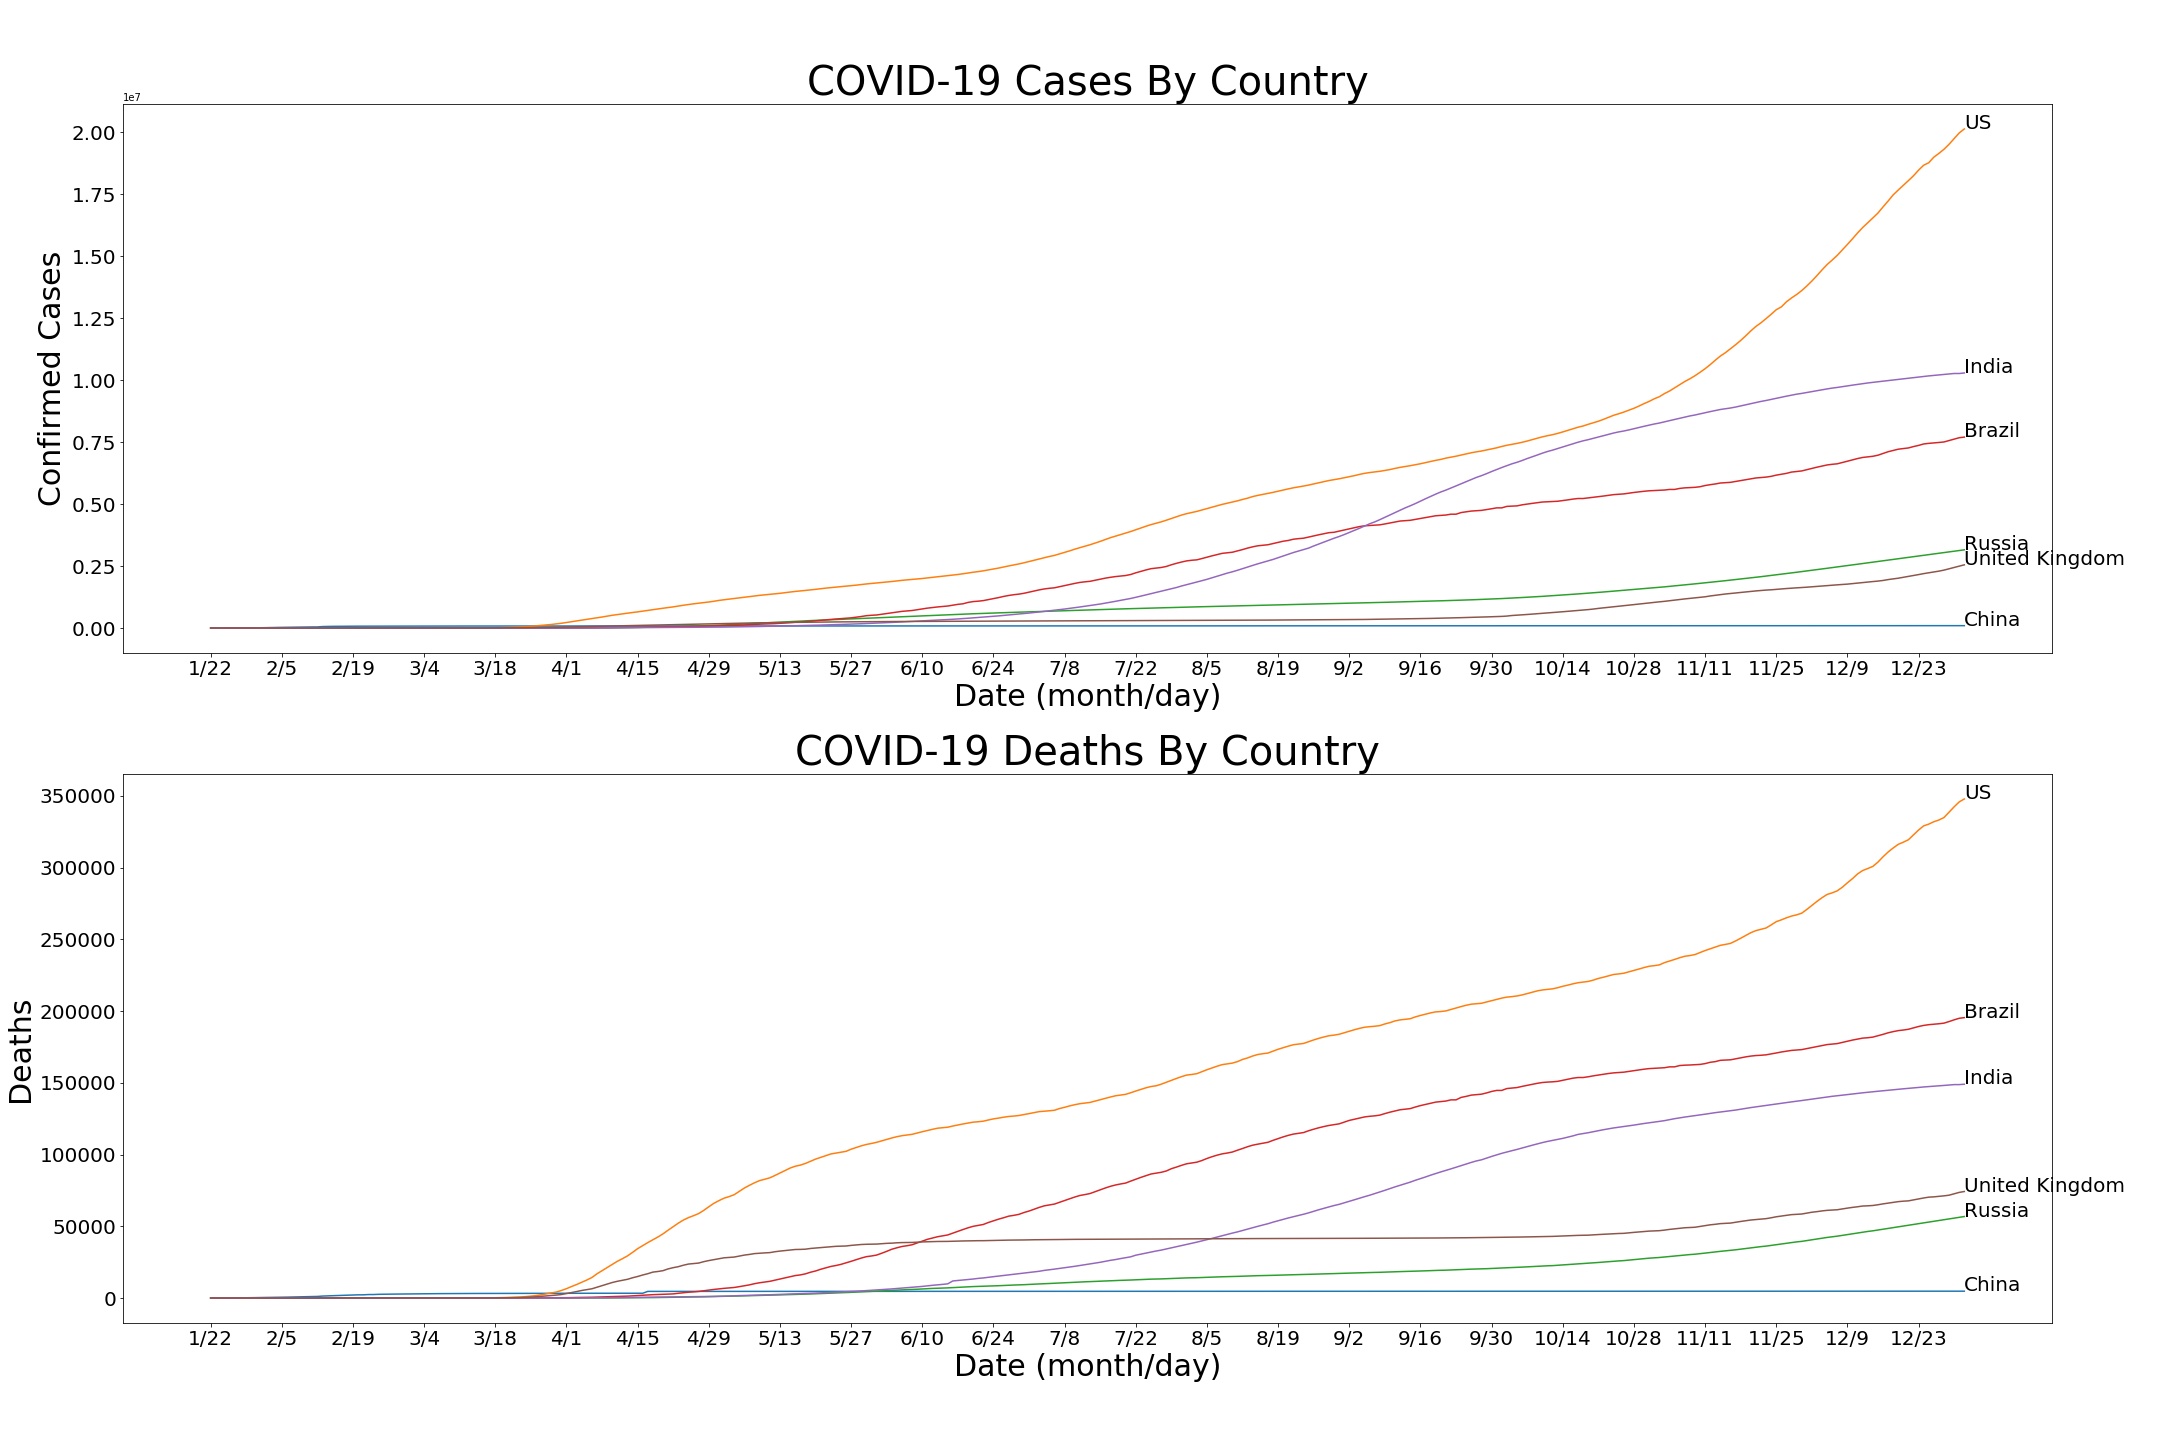 COVID-19 Cases By Country
1e7
2.00
1.75
1.50
1.25
1.00
0.75
0.50
0.25
0.00
Confirmed Cases
US
India
Brazil
Russia
United Kingdom
China
1/22 2/5 2/19 3/4 3/18 4/1 4/15 4/29 5/13 5/27 6/10 6/24 7/8 7/22 8/5 8/19 9/2 9/16 9/30 10/14 10/28 11/11 11/25 12/9 12/23
Date (month/day)
COVID-19 Deaths By Country
350000
300000
250000
200000
150000
100000
50000
0
Deaths
US
Brazil
India
United Kingdom
Russia
China
1/22 2/5 2/19 3/4 3/18 4/1 4/15 4/29 5/13 5/27 6/10 6/24 7/8 7/22 8/5 8/19 9/2 9/16 9/30 10/14 10/28 11/11 11/25 12/9 12/23
Date (month/day)